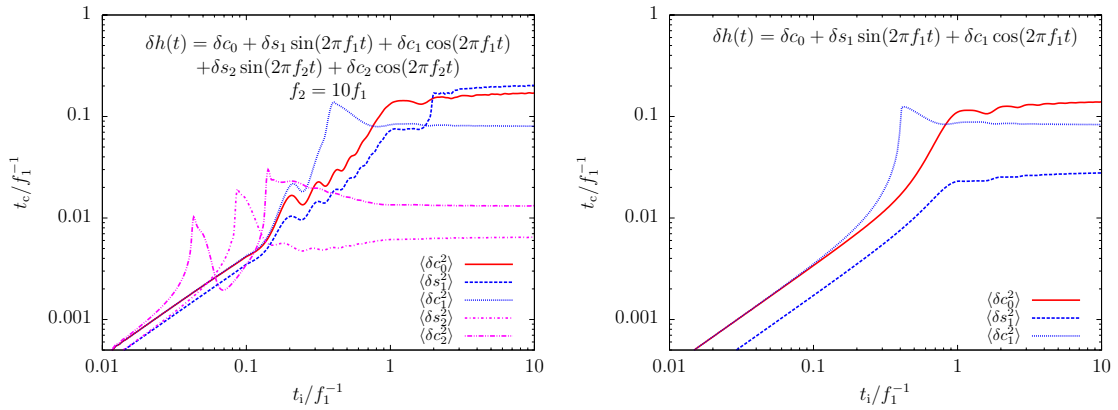 δh(t) = δc₀ + δs₁ sin(2πf₁t) + δc₁ cos(2πf₁t)
+δs₂ sin(2πf₂t) + δc₂ cos(2πf₂t)
f₂ = 10f₁
t_c/f₁⁻¹
1
0.1
0.01
0.001
⟨δc₀²⟩
⟨δs₁²⟩
⟨δc₁²⟩
⟨δs₂²⟩
⟨δc₂²⟩
0.01 0.1 1 10
t_i/f₁⁻¹
δh(t) = δc₀ + δs₁ sin(2πf₁t) + δc₁ cos(2πf₁t)
t_c/f₁⁻¹
1
0.1
0.01
0.001
⟨δc₀²⟩
⟨δs₁²⟩
⟨δc₁²⟩
0.01 0.1 1 10
t_i/f₁⁻¹